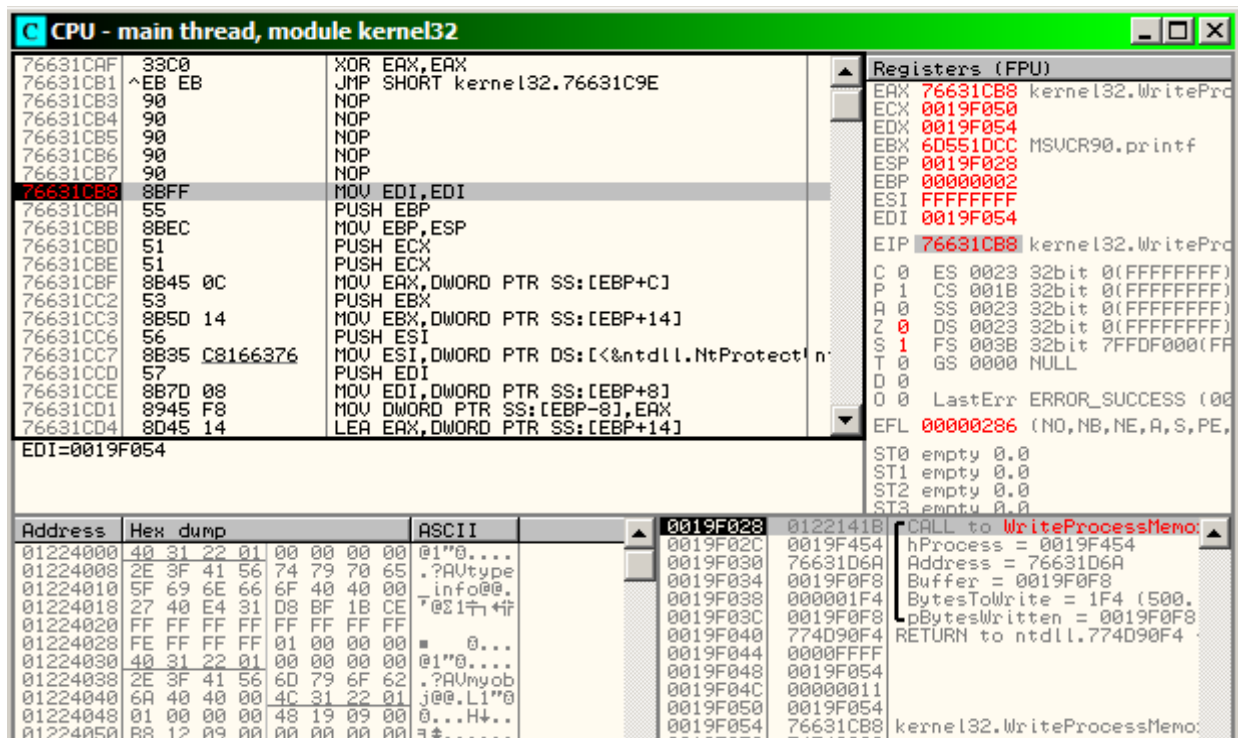 C CPU - main thread, module kernel32
76631CAF 33C0 XOR EAX,EAX
76631CB1 ^EB EB JMP SHORT kernel32.76631C9E
76631CB3 90 NOP
76631CB4 90 NOP
76631CB5 90 NOP
76631CB6 90 NOP
76631CB7 90 NOP
76631CB8 8BFF MOV EDI,EDI
76631CBA 55 PUSH EBP
76631CBB 8BEC MOV EBP,ESP
76631CBD 51 PUSH ECX
76631CBE 51 PUSH ECX
76631CBF 8B45 0C MOV EAX,DWORD PTR SS:[EBP+C]
76631CC2 53 PUSH EBX
76631CC3 8B5D 14 MOV EBX,DWORD PTR SS:[EBP+14]
76631CC6 56 PUSH ESI
76631CC7 8B35 C8166376 MOV ESI,DWORD PTR DS:[<&ntdll.NtProtectV n
76631CCD 57 PUSH EDI
76631CCE 8B7D 08 MOV EDI,DWORD PTR SS:[EBP+8]
76631CD1 8945 F8 MOV DWORD PTR SS:[EBP-8],EAX
76631CD4 8D45 14 LEA EAX,DWORD PTR SS:[EBP+14]
EDI=0019F054
Registers (FPU)
EAX 76631CB8 kernel32.WritePro
ECX 0019F050
EDX 0019F054
EBX 6D551DCC MSVCR90.printf
ESP 0019F028
EBP 00000002
ESI FFFFFFFF
EDI 0019F054
EIP 76631CB8 kernel32.WritePro
C 0 ES 0023 32bit 0(FFFFFFFF)
P 1 CS 001B 32bit 0(FFFFFFFF)
A 0 SS 0023 32bit 0(FFFFFFFF)
Z 0 DS 0023 32bit 0(FFFFFFFF)
S 1 FS 003B 32bit 7FFDF000(FF
T 0 GS 0000 NULL
D 0
O 0 LastErr ERROR_SUCCESS (00
EFL 00000286 (NO,NB,NE,A,S,PE,
ST0 empty 0.0
ST1 empty 0.0
ST2 empty 0.0
ST3 empty 0.0
Address Hex dump ASCII
01224000 40 31 22 01 00 00 00 00 @1"☺....
01224008 2E 3F 41 56 74 79 70 65 .?AVtype
01224010 5F 69 6E 66 6F 40 40 00 _info@@.
01224018 27 40 E4 31 D8 BF 1B CE '@Σ1╪┐←╬
01224020 FF FF FF FF FF FF FF FF
01224028 FE FF FF FF 01 00 00 00 ■   ☺...
01224030 40 31 22 01 00 00 00 00 @1"☺....
01224038 2E 3F 41 56 6D 79 6F 62 .?AVmyob
01224040 6A 40 40 00 4C 31 22 01 j@@.L1"☺
01224048 01 00 00 00 48 19 09 00 ☺...H↓..
01224050 B8 12 09 00 00 00 00 00 ╕↕......
0019F028 0122141B CALL to WriteProcessMemo
0019F02C 0019F454 hProcess = 0019F454
0019F030 76631D6A Address = 76631D6A
0019F034 0019F0F8 Buffer = 0019F0F8
0019F038 000001F4 BytesToWrite = 1F4 (500.
0019F03C 0019F0F8 pBytesWritten = 0019F0F8
0019F040 774D90F4 RETURN to ntdll.774D90F4
0019F044 0000FFFF
0019F048 0019F054
0019F04C 00000011
0019F050 0019F054
0019F054 76631CB8 kernel32.WriteProcessMemo